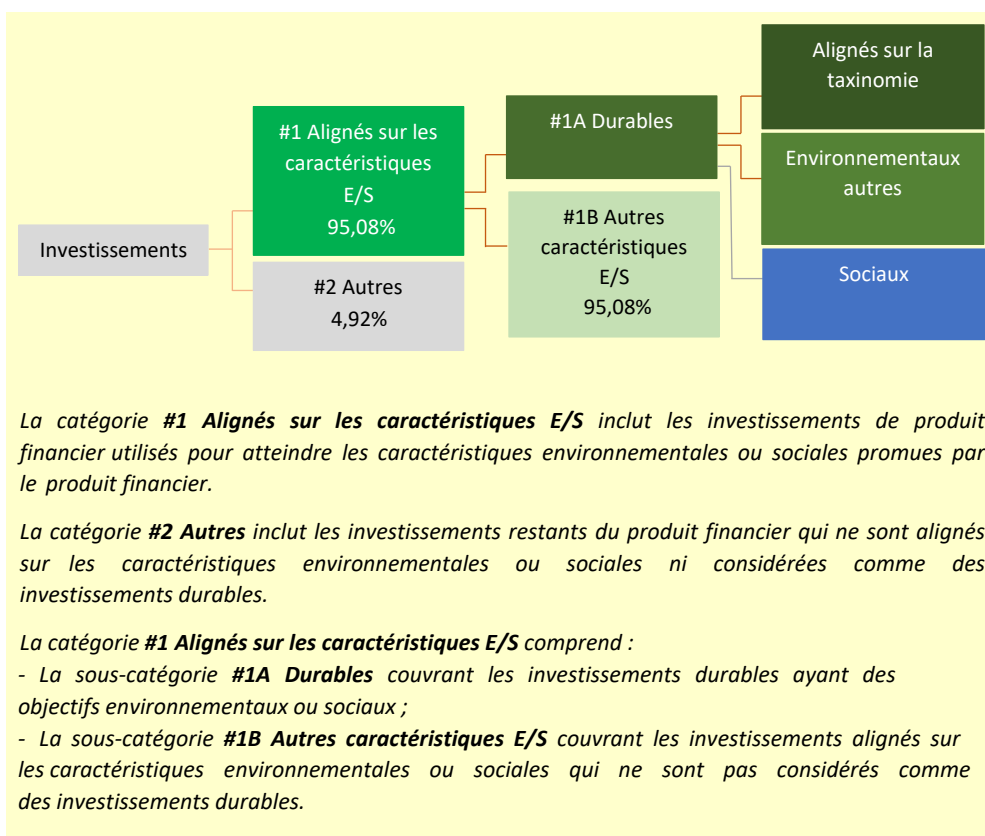 Investissements
#1 Alignés sur les
caractéristiques
E/S
95,08%
#2 Autres
4,92%
#1A Durables
#1B Autres
caractéristiques
E/S
95,08%
Alignés sur la
taxinomie
Environnementaux
autres
Sociaux
La catégorie #1 Alignés sur les caractéristiques E/S inclut les investissements de produit
financier utilisés pour atteindre les caractéristiques environnementales ou sociales promues par
le produit financier.
La catégorie #2 Autres inclut les investissements restants du produit financier qui ne sont alignés
sur les caractéristiques environnementales ou sociales ni considérées comme des
investissements durables.
La catégorie #1 Alignés sur les caractéristiques E/S comprend :
- La sous-catégorie #1A Durables couvrant les investissements durables ayant des
objectifs environnementaux ou sociaux ;
- La sous-catégorie #1B Autres caractéristiques E/S couvrant les investissements alignés sur
les caractéristiques environnementales ou sociales qui ne sont pas considérés comme
des investissements durables.